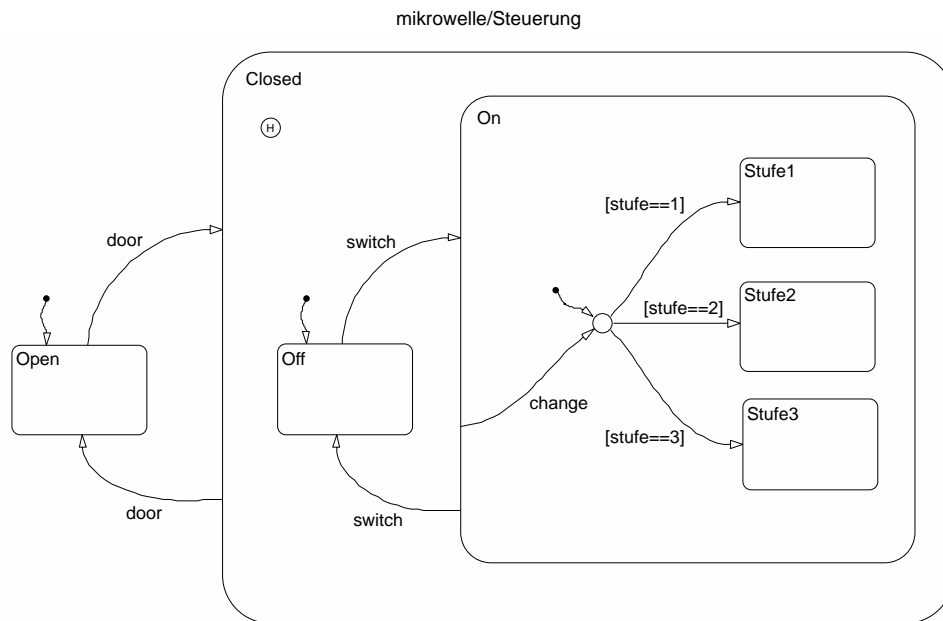 mikrowelle/Steuerung
Closed
H
On
Stufe1
[stufe==1]
door
switch
Stufe2
[stufe==2]
Open
Off
change
Stufe3
[stufe==3]
door
switch